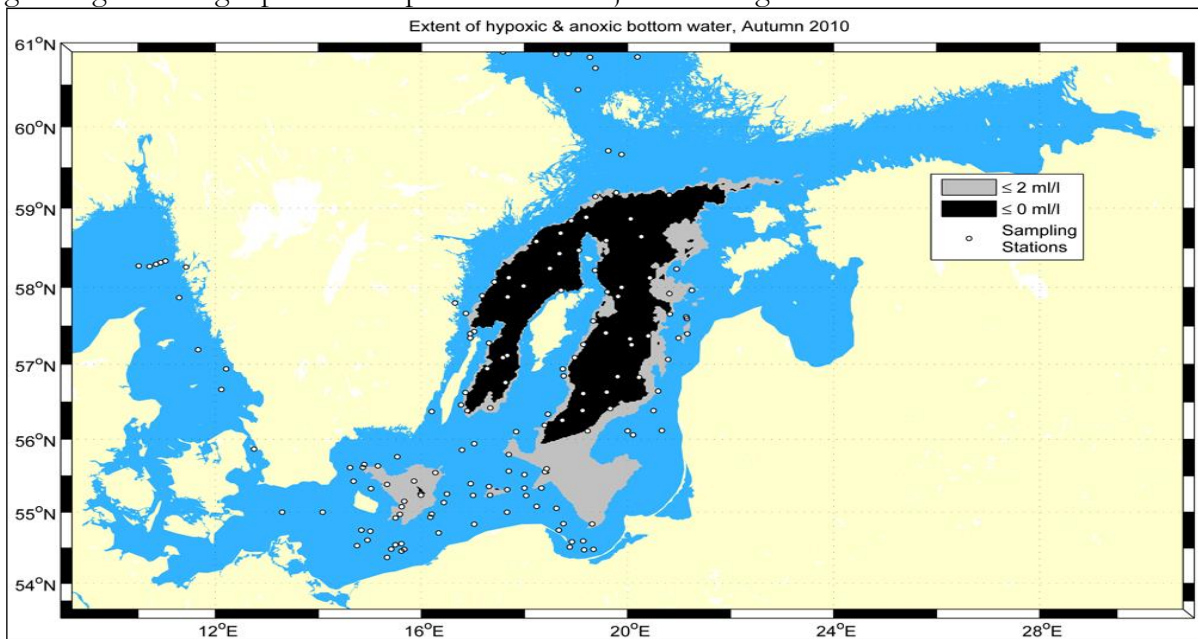 Extent of hypoxic & anoxic bottom water, Autumn 2010
61°N
60°N
59°N
58°N
57°N
56°N
55°N
54°N
≤ 2 ml/l
≤ 0 ml/l
Sampling
Stations
12°E
16°E
20°E
24°E
28°E